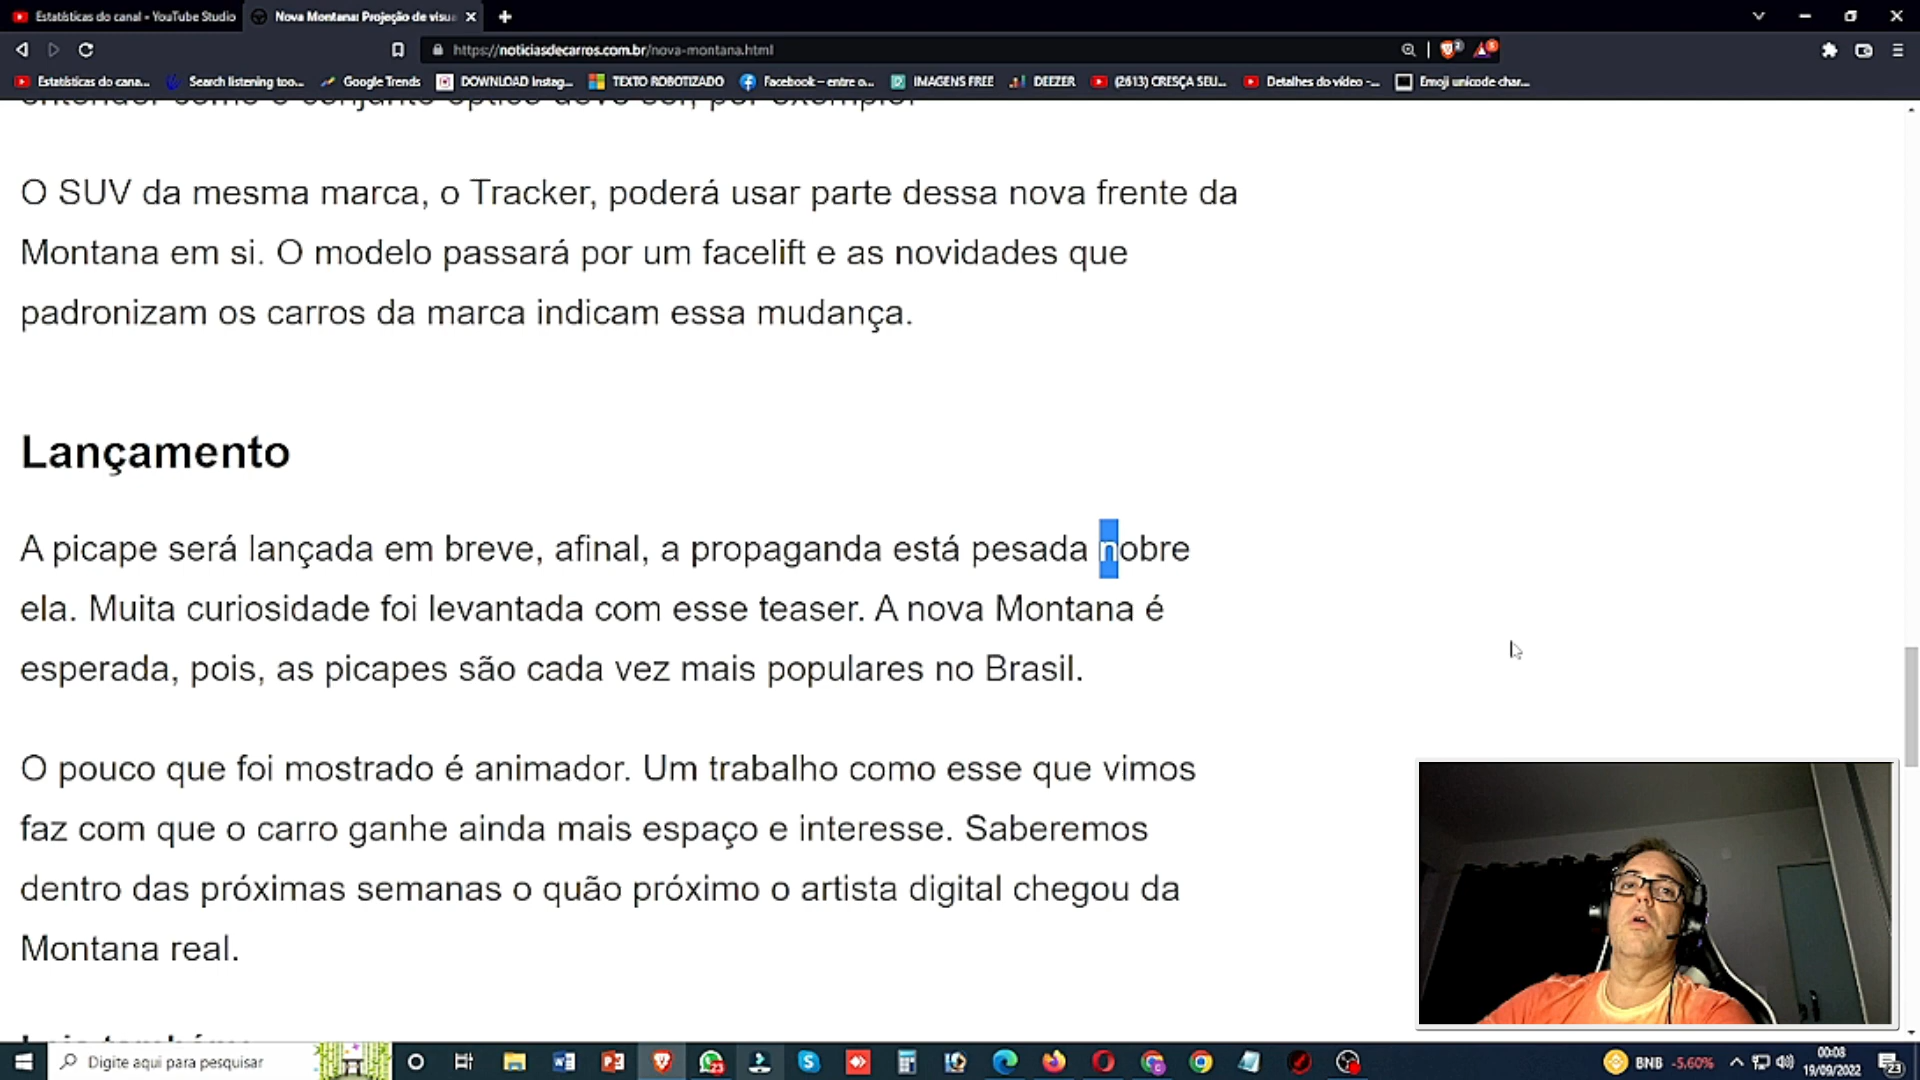 Estatísticas do canal - YouTube Studio
Nova Montana: Projeção de visu
https://noticiasdecarros.com.br/nova-montana.html
Estatísticas do cana...
Search listening too...
Google Trends
DOWNLOAD Instag...
TEXTO ROBOTIZADO
Facebook – entre o...
IMAGENS FREE
DEEZER
(2613) CRESÇA SEU...
Detalhes do vídeo -...
Emoji unicode char...
O SUV da mesma marca, o Tracker, poderá usar parte dessa nova frente da
Montana em si. O modelo passará por um facelift e as novidades que
padronizam os carros da marca indicam essa mudança.
Lançamento
A picape será lançada em breve, afinal, a propaganda está pesada nobre
ela. Muita curiosidade foi levantada com esse teaser. A nova Montana é
esperada, pois, as picapes são cada vez mais populares no Brasil.
O pouco que foi mostrado é animador. Um trabalho como esse que vimos
faz com que o carro ganhe ainda mais espaço e interesse. Saberemos
dentro das próximas semanas o quão próximo o artista digital chegou da
Montana real.
Digite aqui para pesquisar
BNB -5,60%
00:08
19/09/2022
23